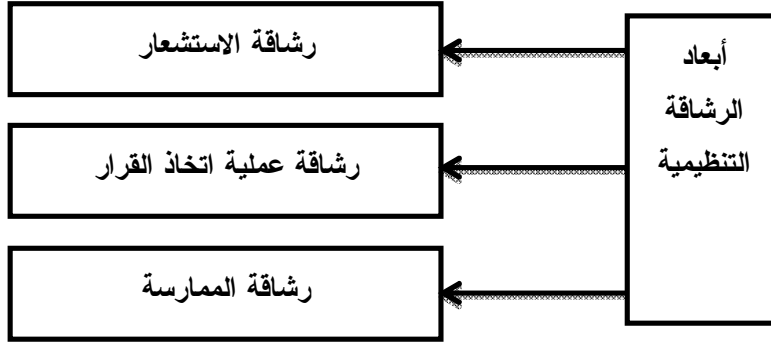 أبعاد
الرشاقة
التنظيمية
رشاقة الاستشعار
رشاقة عملية اتخاذ القرار
رشاقة الممارسة